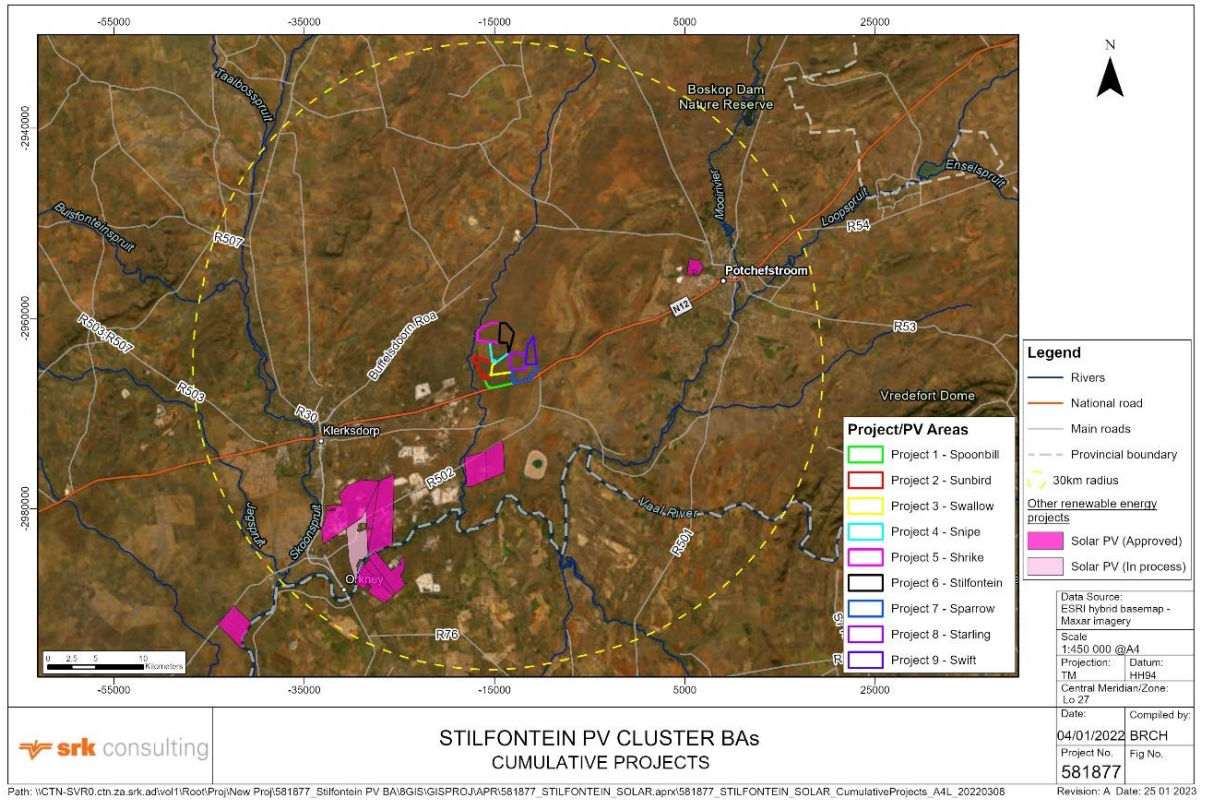 -55000 -35000 -15000 5000 25000
N
-2940000
-2960000
-2980000
Taalbosspruit
Boskop Dam
Nature Reserve
Enselspruit
Buisfonteinspruit
Mooirivier
Loopspruit
R507
R54
Potchefstroom
N12
R53
R503;R507
Buffelsdoorn Roa
R503
R30
Vredefort Dome
Klerksdorp
R502
Jagspruit
Skoonspruit
Vaal River
R501
Orkney
R76
0 2.5 5 10
Kilometers
-55000 -35000 -15000 5000 25000
Project/PV Areas
Project 1 - Spoonbill
Project 2 - Sunbird
Project 3 - Swallow
Project 4 - Snipe
Project 5 - Shrike
Project 6 - Stilfontein
Project 7 - Sparrow
Project 8 - Starling
Project 9 - Swift
Legend
Rivers
National road
Main roads
Provincial boundary
30km radius
Other renewable energy
projects
Solar PV (Approved)
Solar PV (In process)
Data Source:
ESRI hybrid basemap -
Maxar imagery
Scale
1:450 000 @A4
Projection: Datum:
TM HH94
Central Meridian/Zone:
Lo 27
Date: Compiled by:
04/01/2022 BRCH
Project No. Fig No.
581877
srk consulting
STILFONTEIN PV CLUSTER BAs
CUMULATIVE PROJECTS
Path: \\CTN-SVR0.ctn.za.srk.ad\vol1\Root\Proj\New Proj\581877_Stilfontein PV BA\8GIS\GISPROJ\APR\581877_STILFONTEIN_SOLAR.aprx\581877_STILFONTEIN_SOLAR_CumulativeProjects_A4L_20220308
Revision: A Date: 25 01 2023